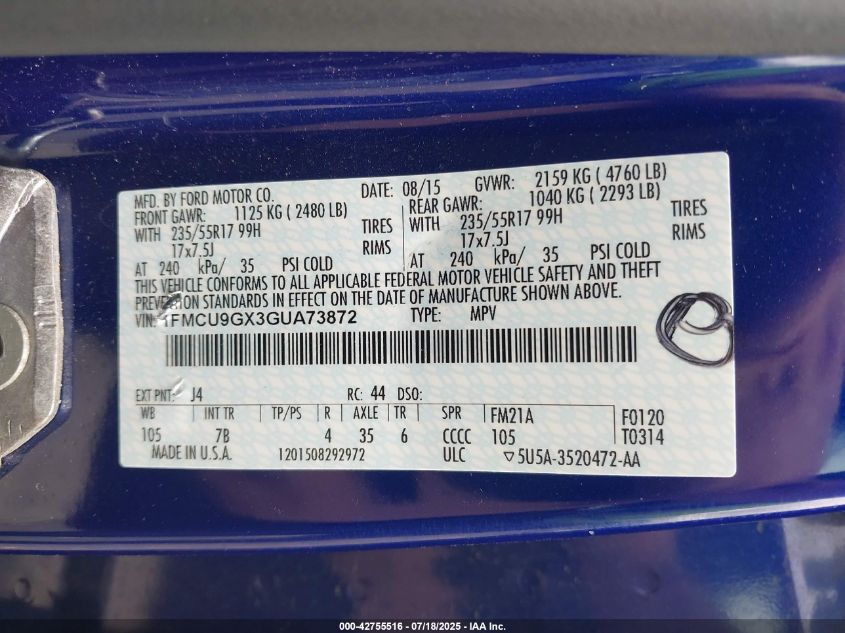 MFD. BY FORD MOTOR CO. DATE: 08/15 GVWR: 2159 KG ( 4760 LB)
FRONT GAWR: 1125 KG ( 2480 LB) REAR GAWR: 1040 KG ( 2293 LB)
WITH 235/55R17 99H TIRES WITH 235/55R17 99H TIRES
17x7.5J RIMS 17x7.5J RIMS
AT 240 kPa/ 35 PSI COLD AT 240 kPa/ 35 PSI COLD
THIS VEHICLE CONFORMS TO ALL APPLICABLE FEDERAL MOTOR VEHICLE SAFETY AND THEFT
PREVENTION STANDARDS IN EFFECT ON THE DATE OF MANUFACTURE SHOWN ABOVE.
VIN: 1FMCU9GX3GUA73872 TYPE: MPV
EXT PNT: J4 RC: 44 DSO:
WB INT TR TP/PS R AXLE TR SPR FM21A F0120
105 7B 4 35 6 CCCC 105 T0314
MADE IN U.S.A. 1201508292972 ULC ▽5U5A-3520472-AA
000-42755516 - 07/18/2025 - IAA Inc.